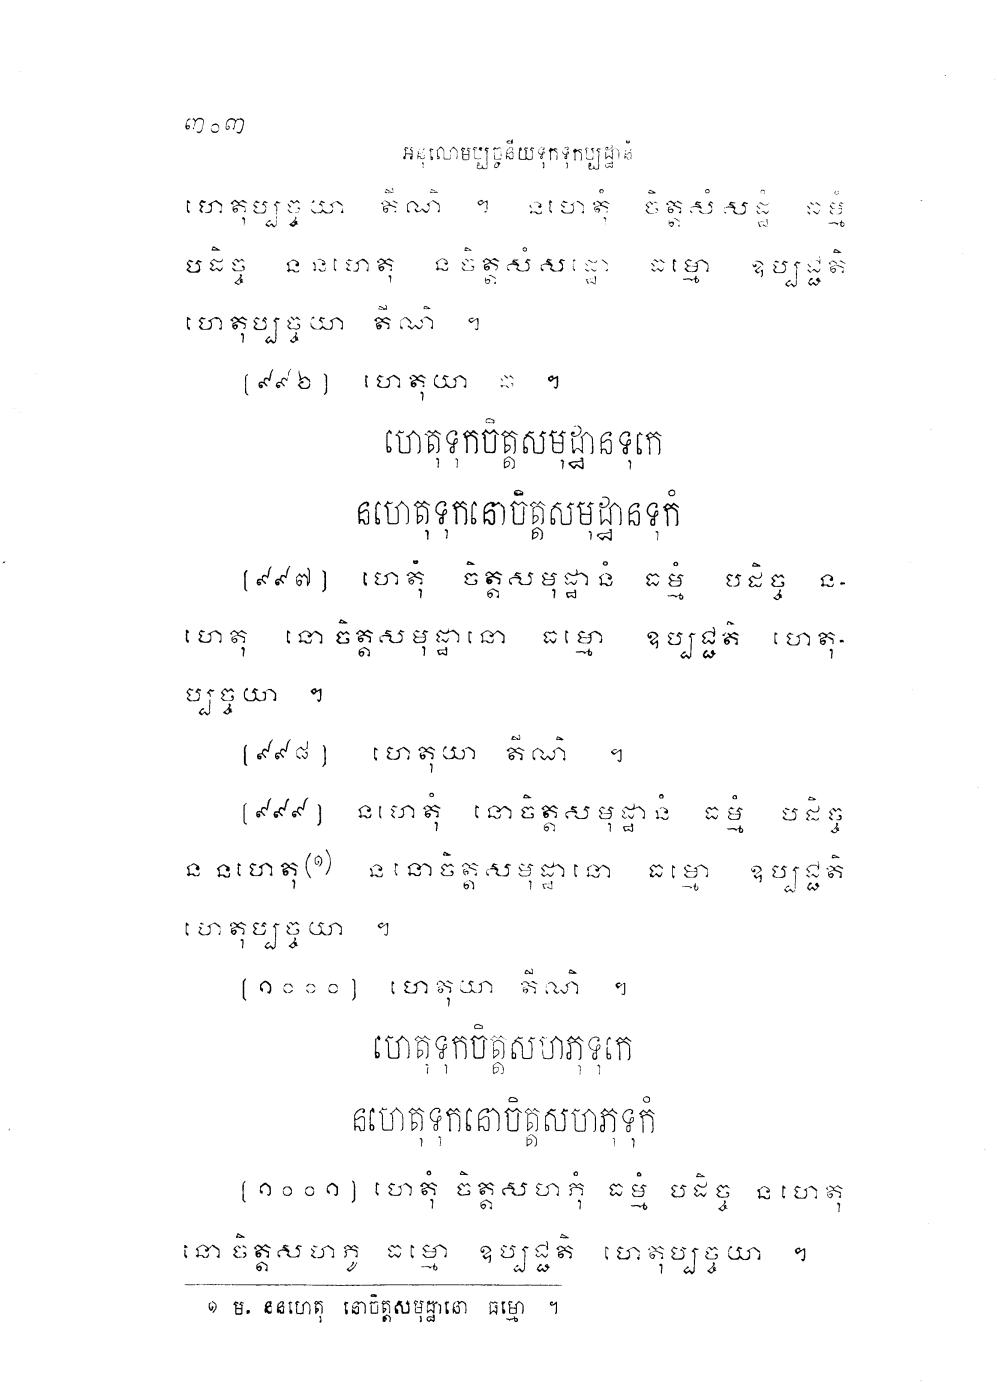 ៣០៣
អនុលោមប្បច្ចនីយទុកទុកប្បដ្ឋានំ
ហេតុប្បច្ចយា តីណិ ។ នហេតុំ ចិត្តសំសដ្ឋំ ធម្មំ
បដិច្ច ននហេតុ នចិត្តសំសដ្ឋោ ធម្មោ ឧប្បជ្ជតិ
ហេតុប្បច្ចយា តីណិ ។
[៩៩៦] ហេតុយា ៩ ។
ហេតុទុកចិត្តសមុដ្ឋានទុកេ
នហេតុទុកនោចិត្តសមុដ្ឋានទុកំ
[៩៩៧] ហេតុំ ចិត្តសមុដ្ឋានំ ធម្មំ បដិច្ច ន-
ហេតុ នោចិត្តសមុដ្ឋានោ ធម្មោ ឧប្បជ្ជតិ ហេតុ-
ប្បច្ចយា ។
[៩៩៨] ហេតុយា តីណិ ។
[៩៩៩] នហេតុំ នោចិត្តសមុដ្ឋានំ ធម្មំ បដិច្ច
ន នហេតុ(១) ននោចិត្តសមុដ្ឋានោ ធម្មោ ឧប្បជ្ជតិ
ហេតុប្បច្ចយា ។
[១០០០] ហេតុយា តីណិ ។
ហេតុទុកចិត្តសហភុទុកេ
នហេតុទុកនោចិត្តសហភុទុកំ
[១០០១] ហេតុំ ចិត្តសហភុំ ធម្មំ បដិច្ច នហេតុ
នោចិត្តសហភូ ធម្មោ ឧប្បជ្ជតិ ហេតុប្បច្ចយា ។
១ ម. ននហេតុ នោចិត្តសមុដ្ឋានោ ធម្មោ ។